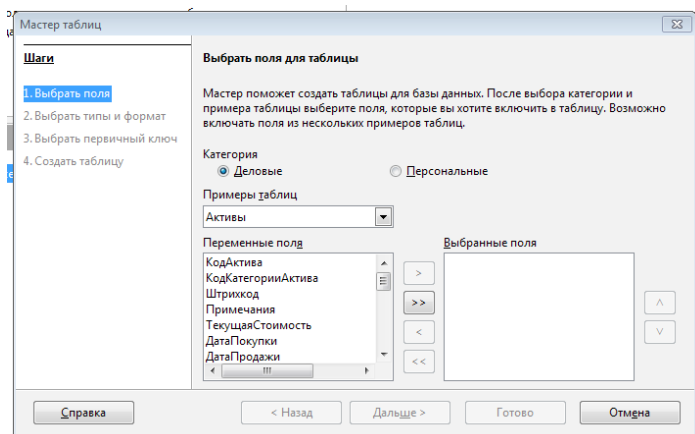 Мастер таблиц
Шаги
1. Выбрать поля
2. Выбрать типы и формат
3. Выбрать первичный ключ
4. Создать таблицу
Выбрать поля для таблицы
Мастер поможет создать таблицы для базы данных. После выбора категории и
примера таблицы выберите поля, которые вы хотите включить в таблицу. Возможно
включать поля из нескольких примеров таблиц.
Категория
Деловые
Персональные
Примеры таблиц
Активы
Переменные поля
КодАктива
КодКатегорииАктива
Штрихкод
Примечания
ТекущаяСтоимость
ДатаПокупки
ДатаПродажи
>
>>
<
<<
Выбранные поля
Справка
< Назад
Дальше >
Готово
Отмена